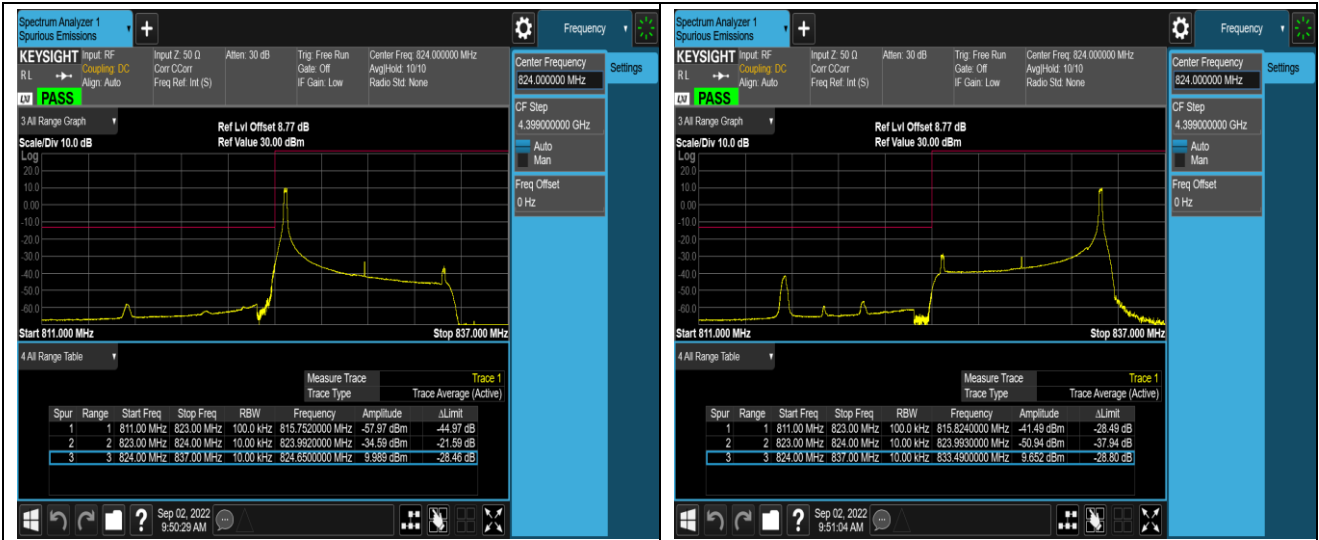 Spectrum Analyzer 1
Spurious Emissions
+
Frequency
KEYSIGHT Input: RF Input Z: 50 Ω Atten: 30 dB Trig: Free Run Center Freq: 824.000000 MHz
Coupling: DC Corr CCorr Gate: Off Avg|Hold: 10/10
RL Align: Auto Freq Ref: Int (S) IF Gain: Low Radio Std: None
LXI PASS
Center Frequency
824.000000 MHz
Settings
CF Step
4.399000000 GHz
Auto
Man
Freq Offset
0 Hz
3 All Range Graph
Ref Lvl Offset 8.77 dB
Scale/Div 10.0 dB Ref Value 30.00 dBm
Log
20.0
10.0
0.00
-10.0
-20.0
-30.0
-40.0
-50.0
-60.0
Start 811.000 MHz Stop 837.000 MHz
4 All Range Table
Measure Trace Trace 1
Trace Type Trace Average (Active)
Spur Range Start Freq Stop Freq RBW Frequency Amplitude ΔLimit
1 1 811.00 MHz 823.00 MHz 100.0 kHz 815.7520000 MHz -57.97 dBm -44.97 dB
2 2 823.00 MHz 824.00 MHz 10.00 kHz 823.9920000 MHz -34.59 dBm -21.59 dB
3 3 824.00 MHz 837.00 MHz 10.00 kHz 824.6500000 MHz 9.989 dBm -28.46 dB
? Sep 02, 2022
9:50:29 AM
Spectrum Analyzer 1
Spurious Emissions
+
Frequency
KEYSIGHT Input: RF Input Z: 50 Ω Atten: 30 dB Trig: Free Run Center Freq: 824.000000 MHz
Coupling: DC Corr CCorr Gate: Off Avg|Hold: 10/10
RL Align: Auto Freq Ref: Int (S) IF Gain: Low Radio Std: None
LXI PASS
Center Frequency
824.000000 MHz
Settings
CF Step
4.399000000 GHz
Auto
Man
Freq Offset
0 Hz
3 All Range Graph
Ref Lvl Offset 8.77 dB
Scale/Div 10.0 dB Ref Value 30.00 dBm
Log
20.0
10.0
0.00
-10.0
-20.0
-30.0
-40.0
-50.0
-60.0
Start 811.000 MHz Stop 837.000 MHz
4 All Range Table
Measure Trace Trace 1
Trace Type Trace Average (Active)
Spur Range Start Freq Stop Freq RBW Frequency Amplitude ΔLimit
1 1 811.00 MHz 823.00 MHz 100.0 kHz 815.8240000 MHz -41.49 dBm -28.49 dB
2 2 823.00 MHz 824.00 MHz 10.00 kHz 823.9930000 MHz -50.94 dBm -37.94 dB
3 3 824.00 MHz 837.00 MHz 10.00 kHz 833.4900000 MHz 9.652 dBm -28.80 dB
? Sep 02, 2022
9:51:04 AM